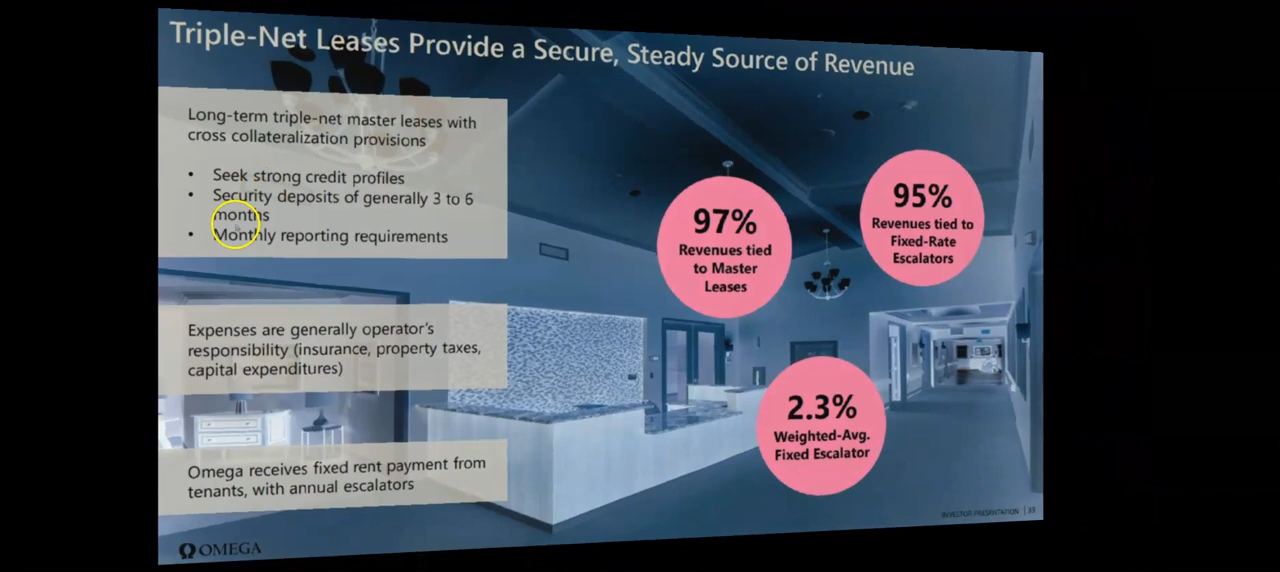 Triple-Net Leases Provide a Secure, Steady Source of Revenue
Long-term triple-net master leases with
cross collateralization provisions
• Seek strong credit profiles
• Security deposits of generally 3 to 6
months
• Monthly reporting requirements
Expenses are generally operator's
responsibility (insurance, property taxes,
capital expenditures)
Omega receives fixed rent payment from
tenants, with annual escalators
97%
Revenues tied
to Master
Leases
95%
Revenues tied to
Fixed-Rate
Escalators
2.3%
Weighted-Avg.
Fixed Escalator
INVESTOR PRESENTATION | 33
OMEGA